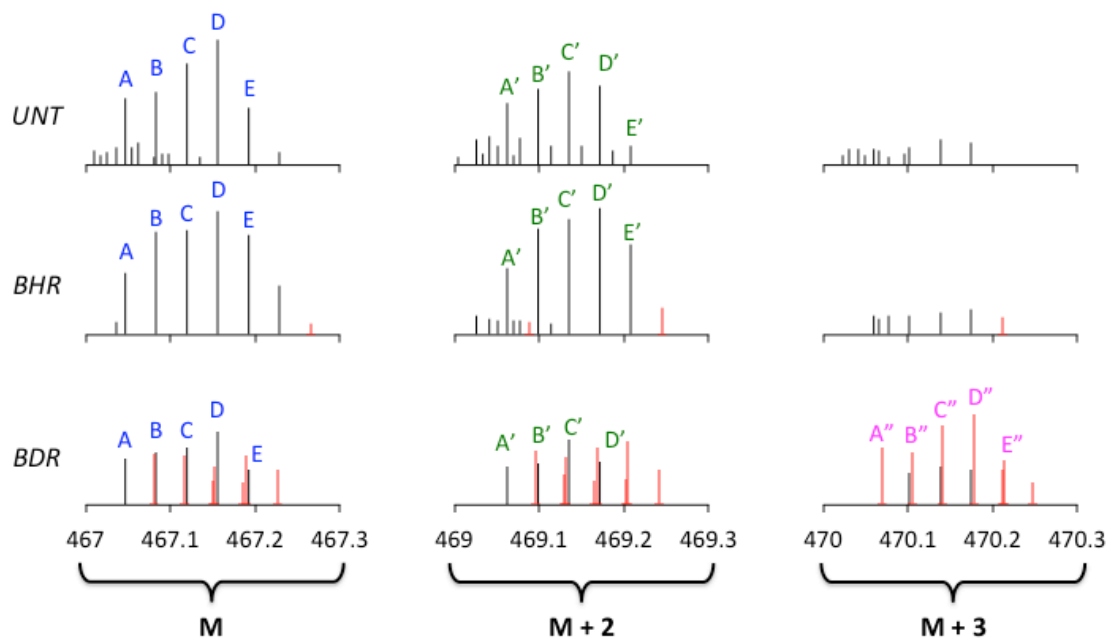 A B C D E
A’ B’ C’ D’ E’
UNT
A B C D E
A’ B’ C’ D’ E’
BHR
A B C D E
A’ B’ C’ D’
A” B” C” D” E”
BDR
467 467.1 467.2 467.3 469 469.1 469.2 469.3 470 470.1 470.2 470.3
M M + 2 M + 3